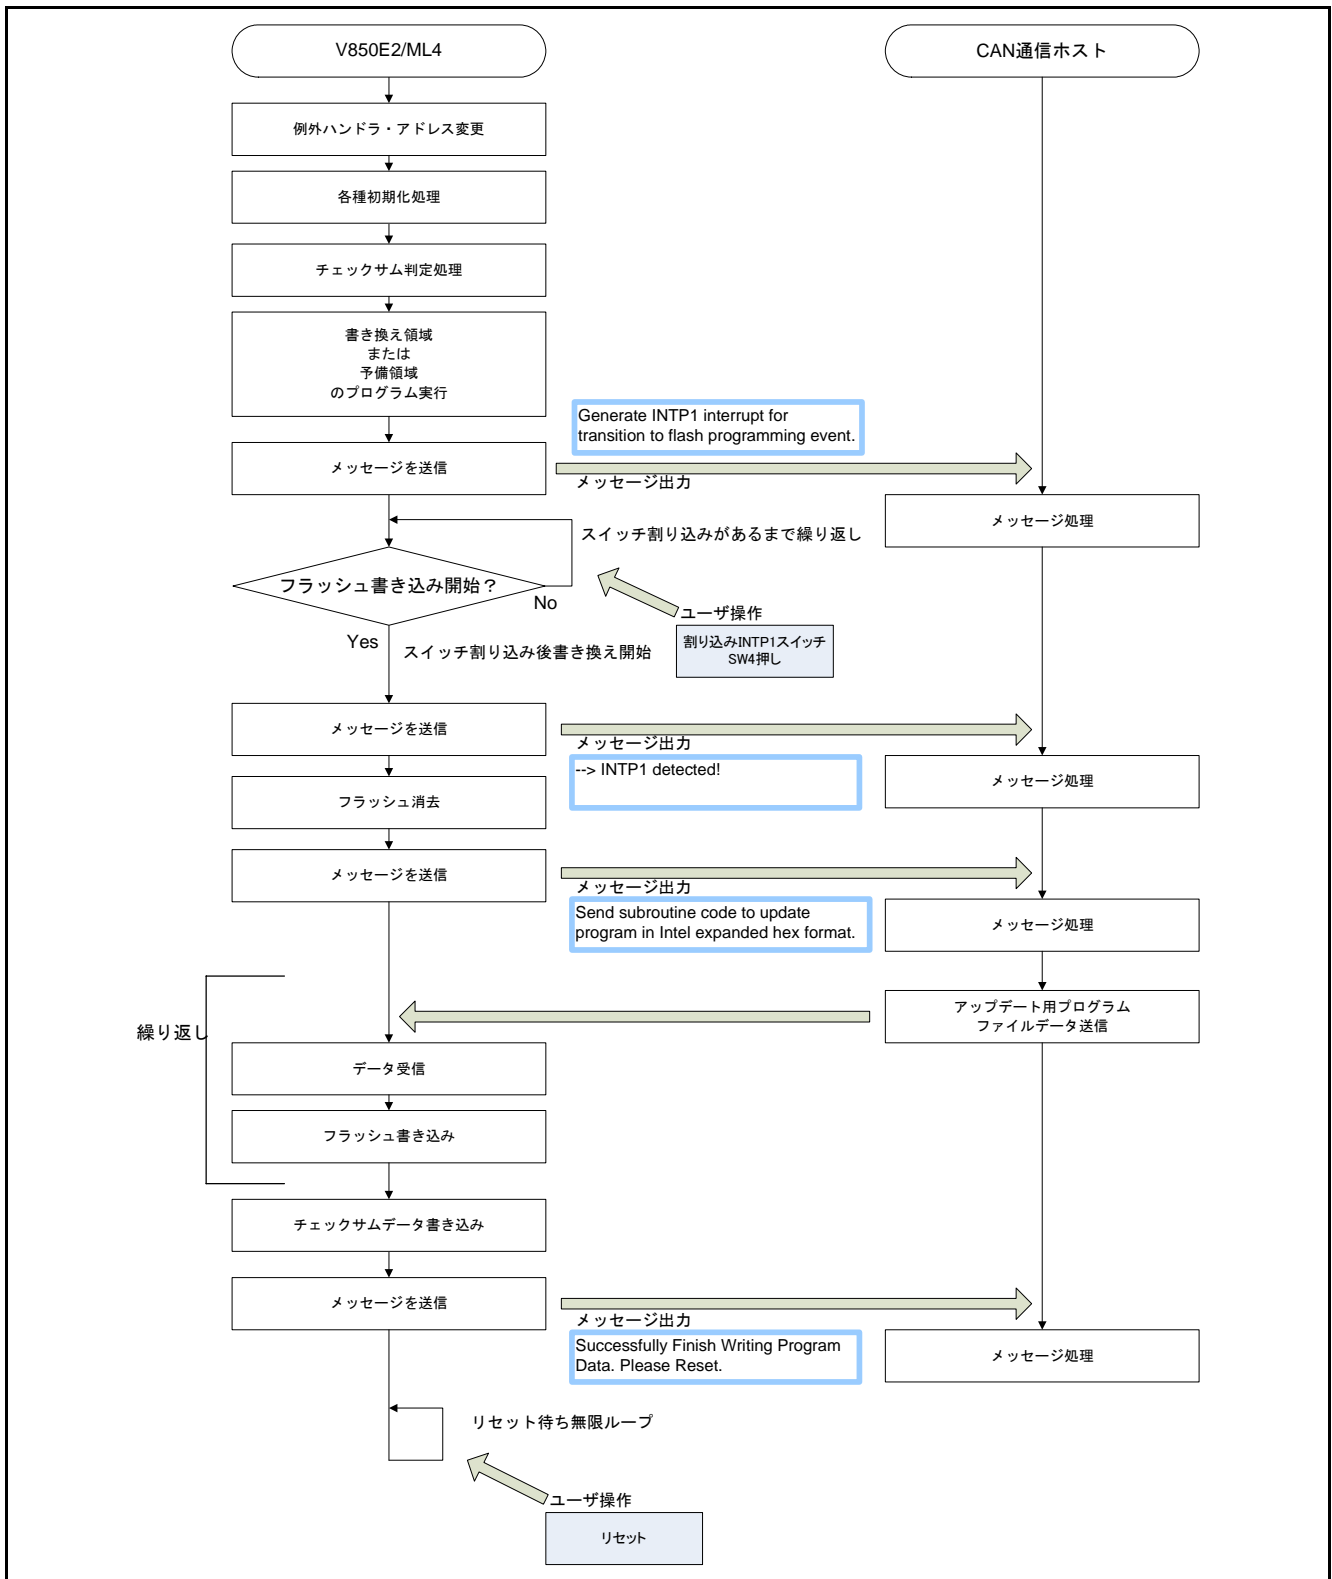 V850E2/ML4
CAN通信ホスト
例外ハンドラ・アドレス変更
各種初期化処理
チェックサム判定処理
書き換え領域
または
予備領域
のプログラム実行
Generate INTP1 interrupt for
transition to flash programming event.
メッセージを送信
メッセージ出力
メッセージ処理
スイッチ割り込みがあるまで繰り返し
フラッシュ書き込み開始？
No
ユーザ操作
割り込みINTP1スイッチ
SW4押し
Yes
スイッチ割り込み後書き換え開始
メッセージを送信
メッセージ出力
--> INTP1 detected!
メッセージ処理
フラッシュ消去
メッセージを送信
メッセージ出力
Send subroutine code to update
program in Intel expanded hex format.
メッセージ処理
アップデート用プログラム
ファイルデータ送信
繰り返し
データ受信
フラッシュ書き込み
チェックサムデータ書き込み
メッセージを送信
メッセージ出力
Successfully Finish Writing Program
Data. Please Reset.
メッセージ処理
リセット待ち無限ループ
ユーザ操作
リセット